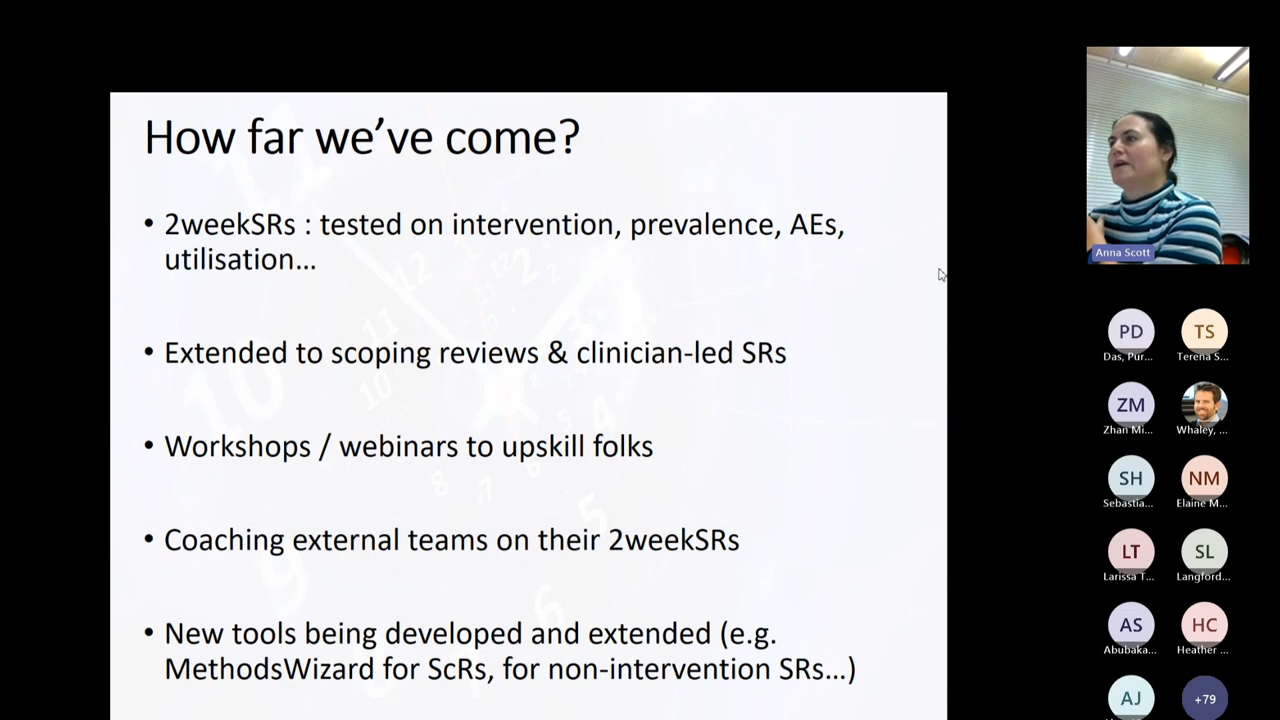 How far we've come?
• 2weekSRs : tested on intervention, prevalence, AEs,
utilisation...
• Extended to scoping reviews & clinician-led SRs
• Workshops / webinars to upskill folks
• Coaching external teams on their 2weekSRs
• New tools being developed and extended (e.g.
MethodsWizard for ScRs, for non-intervention SRs...)
Anna Scott
PD
Das, Pur...
TS
Terena S...
ZM
Zhan Mi...
Whaley, ...
SH
Sebastia...
NM
Elaine M...
LT
Larissa T...
SL
Langford...
AS
Abubaka...
HC
Heather ...
AJ
+79